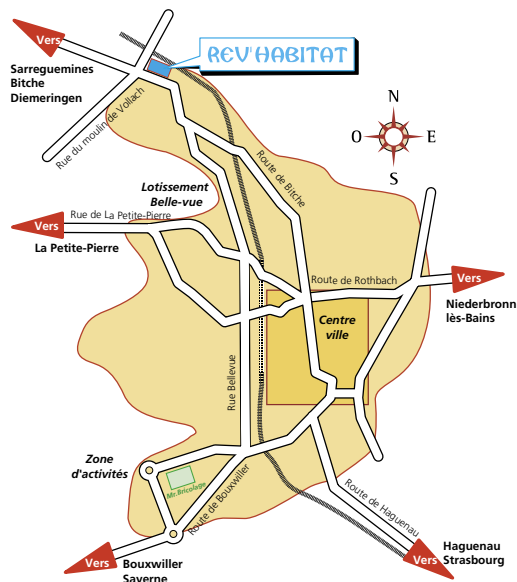 Vers
REV'HABITAT
Sarreguemines
Bitche
Diemeringen
Rue du moulin de Vollach
N
O
E
S
Route de Bitche
Lotissement
Belle-vue
Rue de La Petite-Pierre
Vers
La Petite-Pierre
Route de Rothbach
Vers
Niederbronn
lès-Bains
Centre
ville
Rue Bellevue
Zone
d'activités
Mr.Bricolage
Route de Bouxwiller
Route de Haguenau
Vers
Bouxwiller
Saverne
Vers
Haguenau
Strasbourg